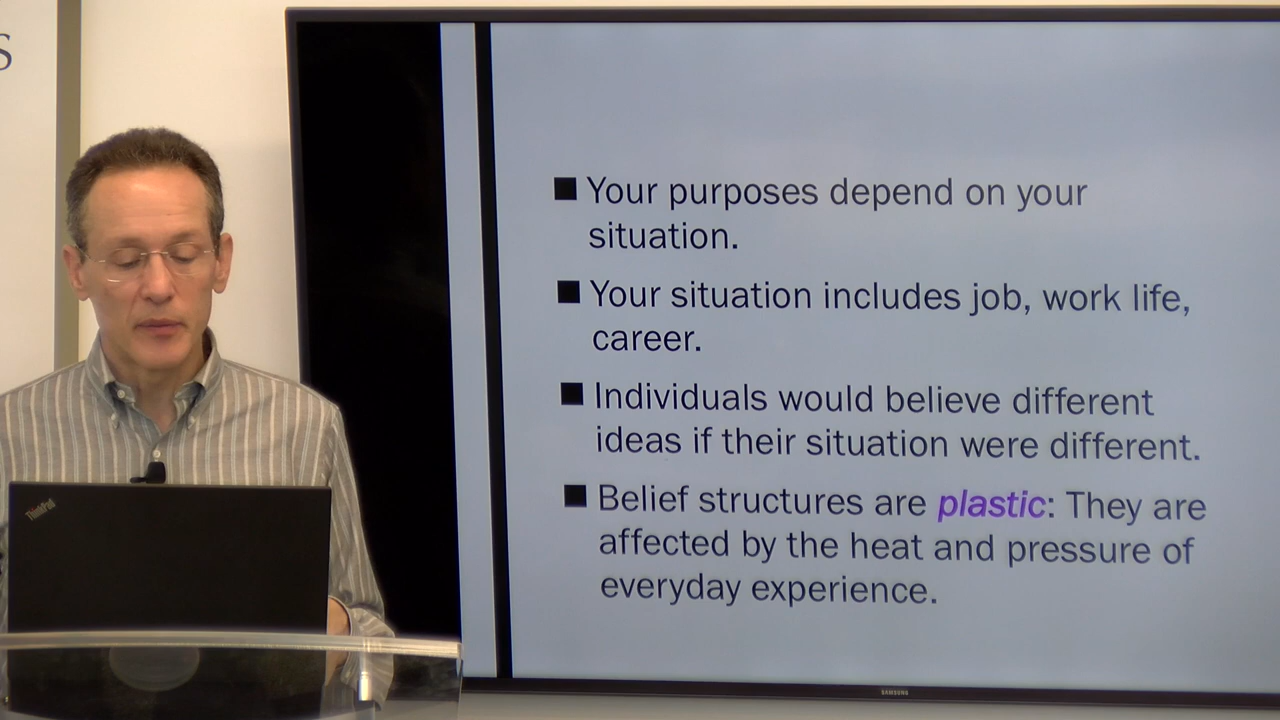 S
■ Your purposes depend on your
situation.
■ Your situation includes job, work life,
career.
■ Individuals would believe different
ideas if their situation were different.
■ Belief structures are plastic: They are
affected by the heat and pressure of
everyday experience.
ThinkPad
SAMSUNG